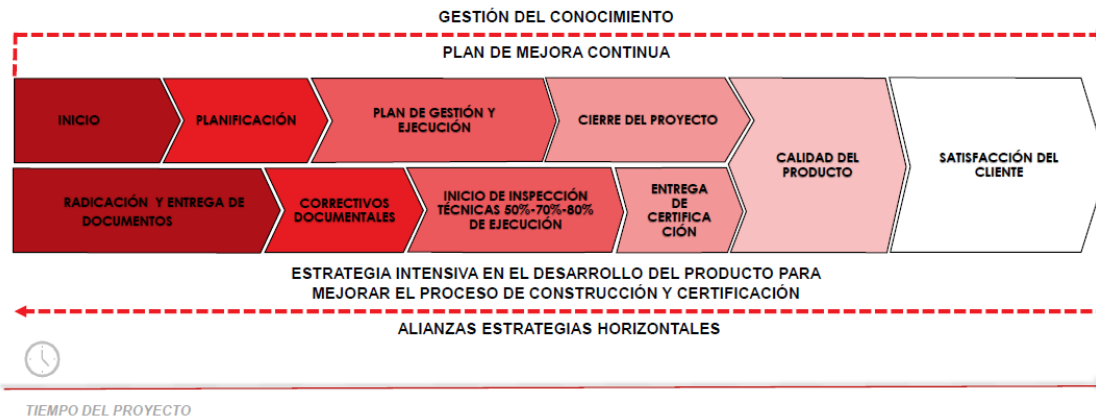 GESTIÓN DEL CONOCIMIENTO
PLAN DE MEJORA CONTINUA
INICIO
PLANIFICACIÓN
PLAN DE GESTIÓN Y
EJECUCIÓN
CIERRE DEL PROYECTO
CALIDAD DEL
PRODUCTO
SATISFACCIÓN DEL
CLIENTE
RADICACIÓN Y ENTREGA DE
DOCUMENTOS
CORRECTIVOS
DOCUMENTALES
INICIO DE INSPECCIÓN
TÉCNICAS 50%-70%-80%
DE EJECUCIÓN
ENTREGA
DE
CERTIFICA
CIÓN
ESTRATEGIA INTENSIVA EN EL DESARROLLO DEL PRODUCTO PARA
MEJORAR EL PROCESO DE CONSTRUCCIÓN Y CERTIFICACIÓN
ALIANZAS ESTRATEGIAS HORIZONTALES
TIEMPO DEL PROYECTO